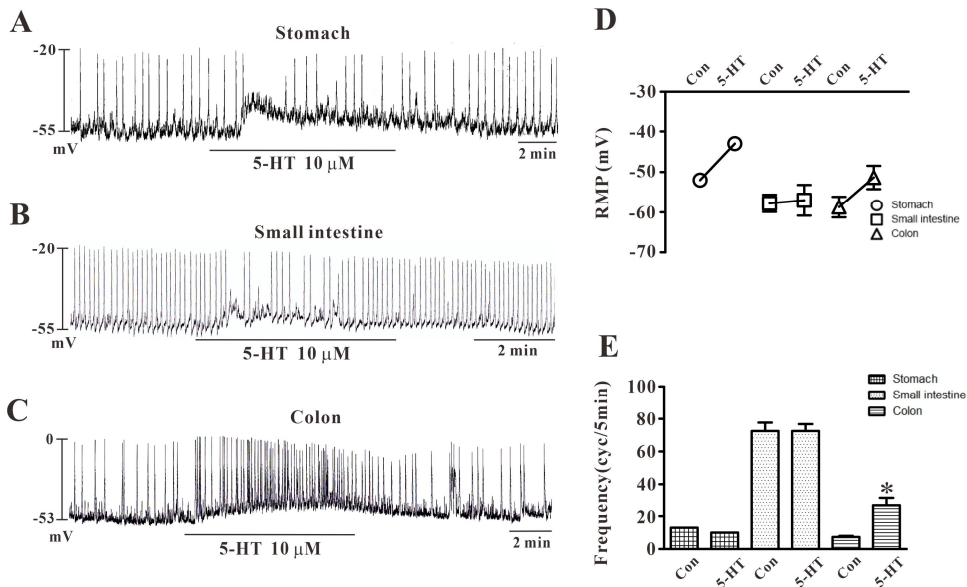 A
Stomach
-20
-55
mV
5-HT 10 μM
2 min
B
Small intestine
-20
-55
mV
5-HT 10 μM
2 min
C
Colon
0
-53
mV
5-HT 10 μM
2 min
D
Con 5-HT Con 5-HT Con 5-HT
-30
-40
-50
-60
-70
RMP (mV)
Stomach
Small intestine
Colon
E
Stomach
Small intestine
Colon
100
80
60
40
20
0
Frequency(cyc/5min)
*
Con 5-HT Con 5-HT Con 5-HT